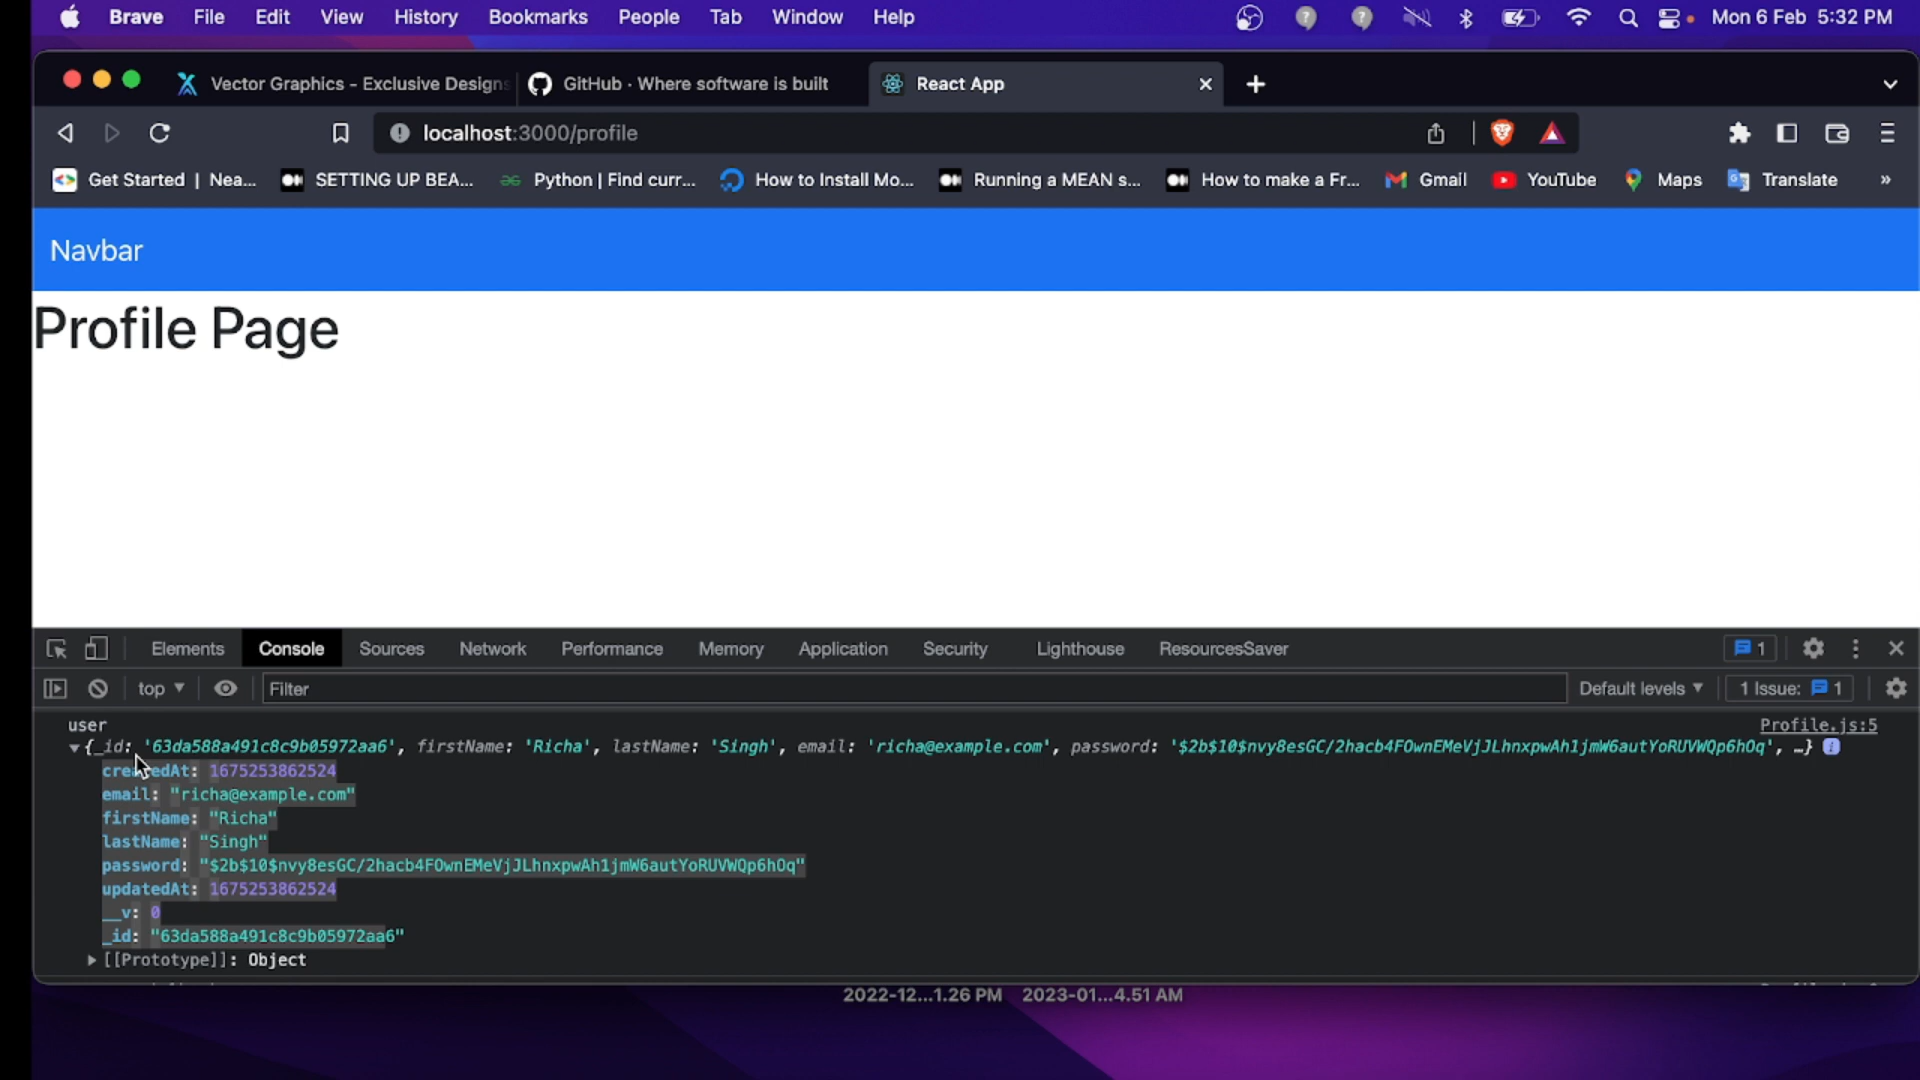 Brave File Edit View History Bookmarks People Tab Window Help Mon 6 Feb 5:32 PM
Vector Graphics - Exclusive Designs GitHub · Where software is built React App
localhost:3000/profile
Get Started | Nea... SETTING UP BEA... Python | Find curr... How to Install Mo... Running a MEAN s... How to make a Fr... Gmail YouTube Maps Translate »
Navbar
Profile Page
Elements Console Sources Network Performance Memory Application Security Lighthouse ResourcesSaver 1
top Filter Default levels 1 Issue: 1
user Profile.js:5
{_id: '63da588a491c8c9b05972aa6', firstName: 'Richa', lastName: 'Singh', email: 'richa@example.com', password: '$2b$10$nvy8esGC/2hacb4FOwnEMeVjJLhnxpwAh1jmW6autYoRUVWQp6hOq', …}
createdAt: 1675253862524
email: "richa@example.com"
firstName: "Richa"
lastName: "Singh"
password: "$2b$10$nvy8esGC/2hacb4FOwnEMeVjJLhnxpwAh1jmW6autYoRUVWQp6hOq"
updatedAt: 1675253862524
__v: 0
_id: "63da588a491c8c9b05972aa6"
[[Prototype]]: Object
2022-12...1.26 PM 2023-01...4.51 AM